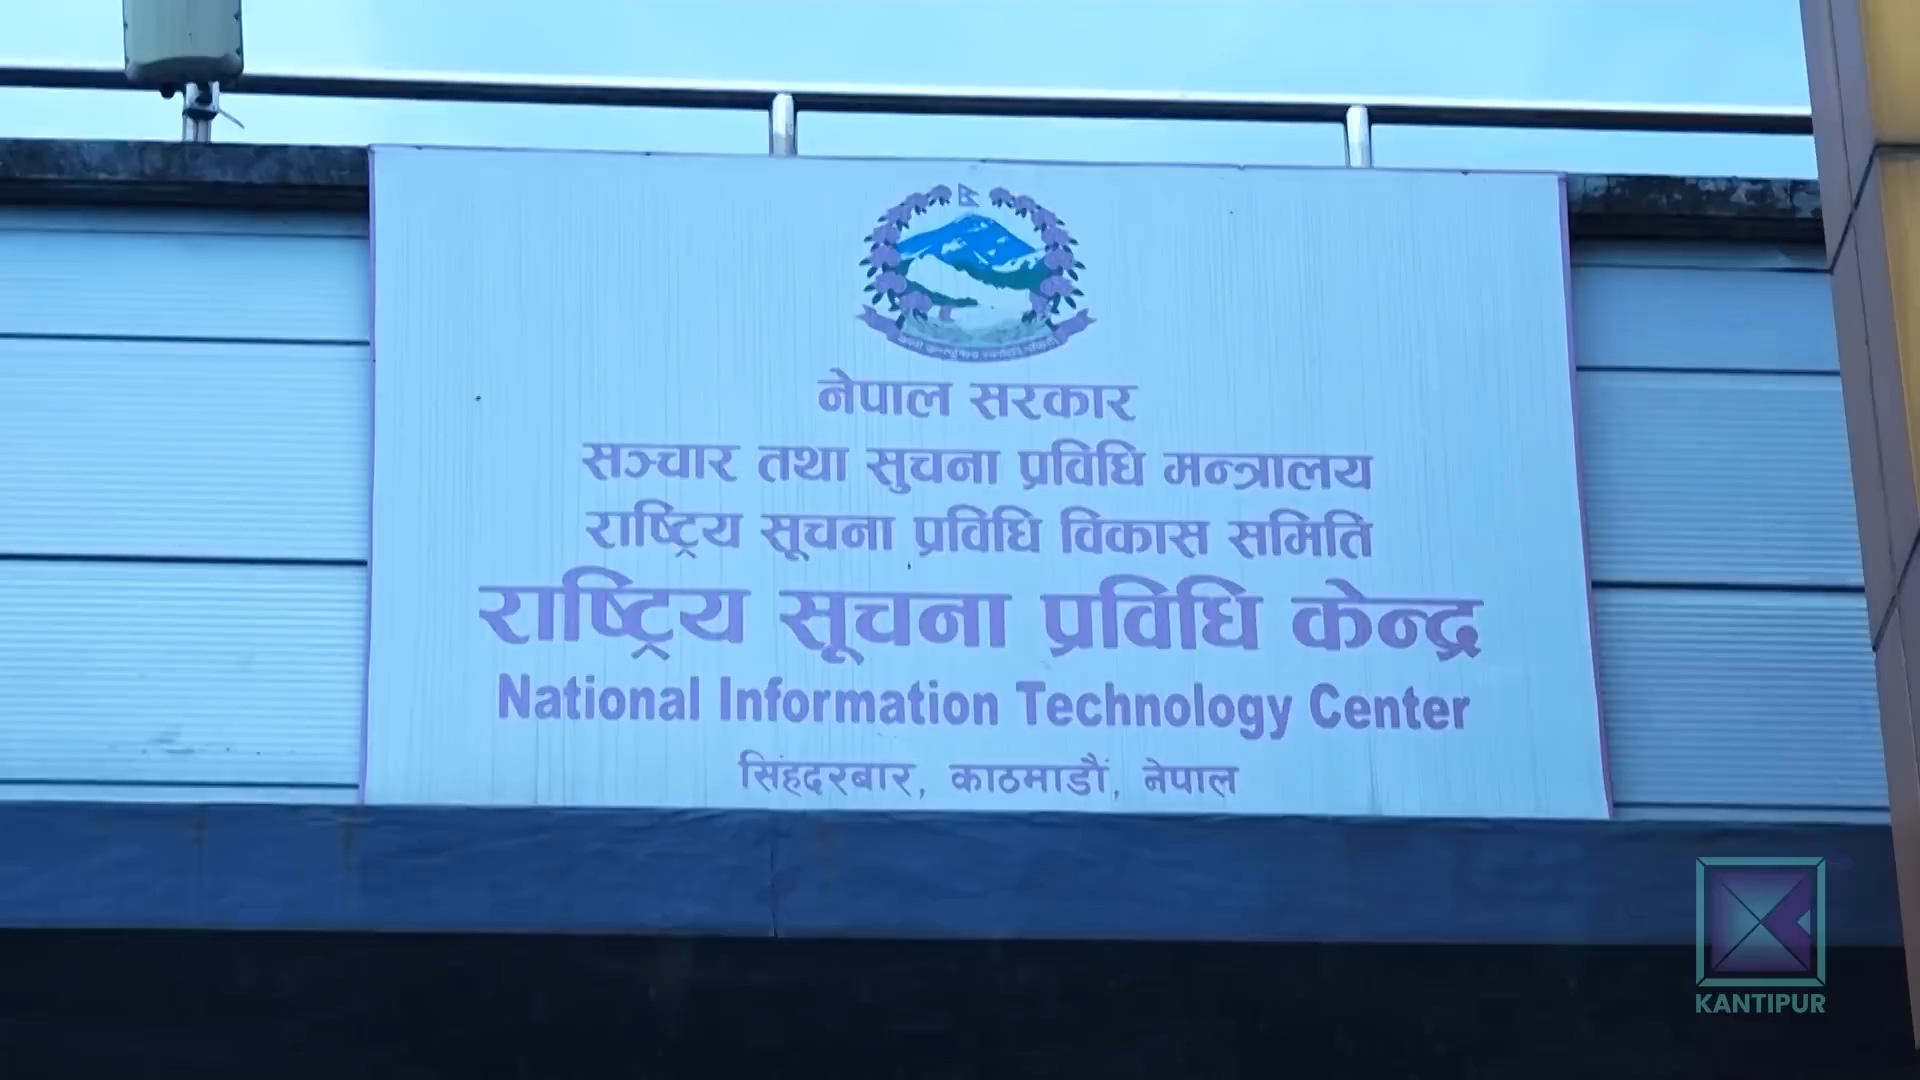 नेपाल सरकार
सञ्चार तथा सुचना प्रविधि मन्त्रालय
राष्ट्रिय सूचना प्रविधि विकास समिति
राष्ट्रिय सूचना प्रविधि केन्द्र
National Information Technology Center
सिंहदरबार, काठमाडौं, नेपाल
KANTIPUR